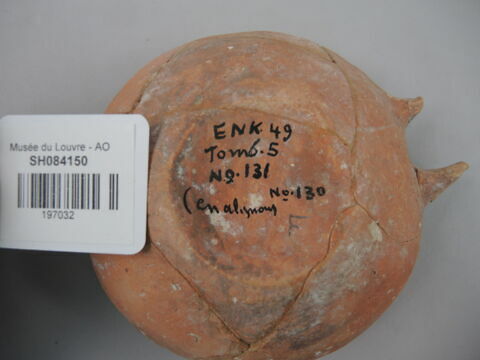 Musée du Louvre - AO
SH084150
197032
ENK.49
Tomb.5
No.131
No.130
F